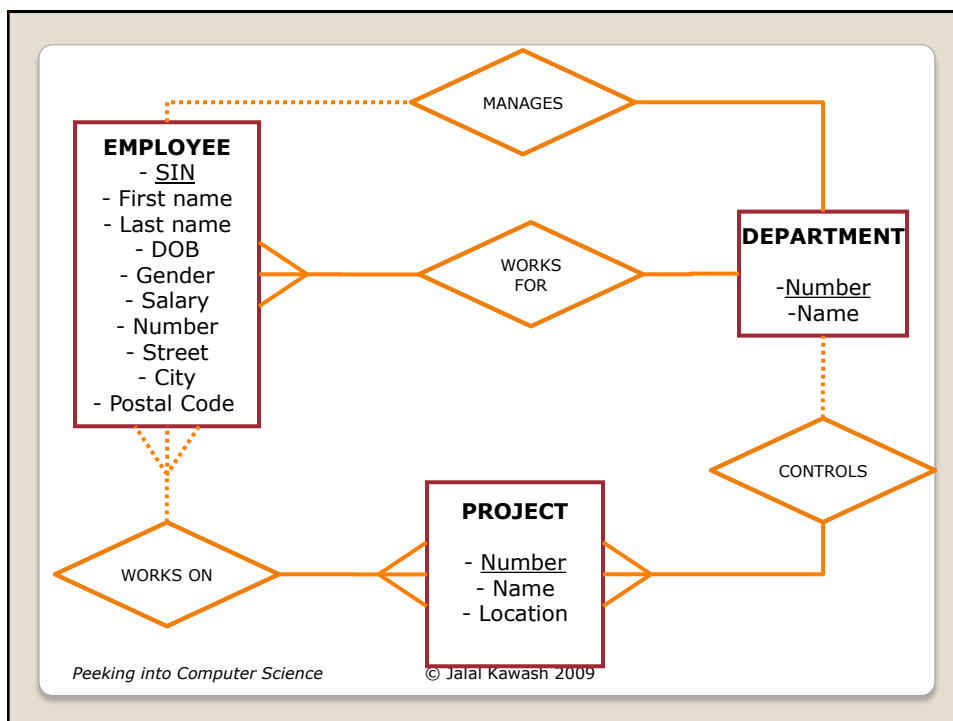 MANAGES
EMPLOYEE
- SIN
- First name
- Last name
- DOB
- Gender
- Salary
- Number
- Street
- City
- Postal Code
WORKS
FOR
DEPARTMENT
-Number
-Name
CONTROLS
PROJECT
- Number
- Name
- Location
WORKS ON
Peeking into Computer Science
© Jalal Kawash 2009